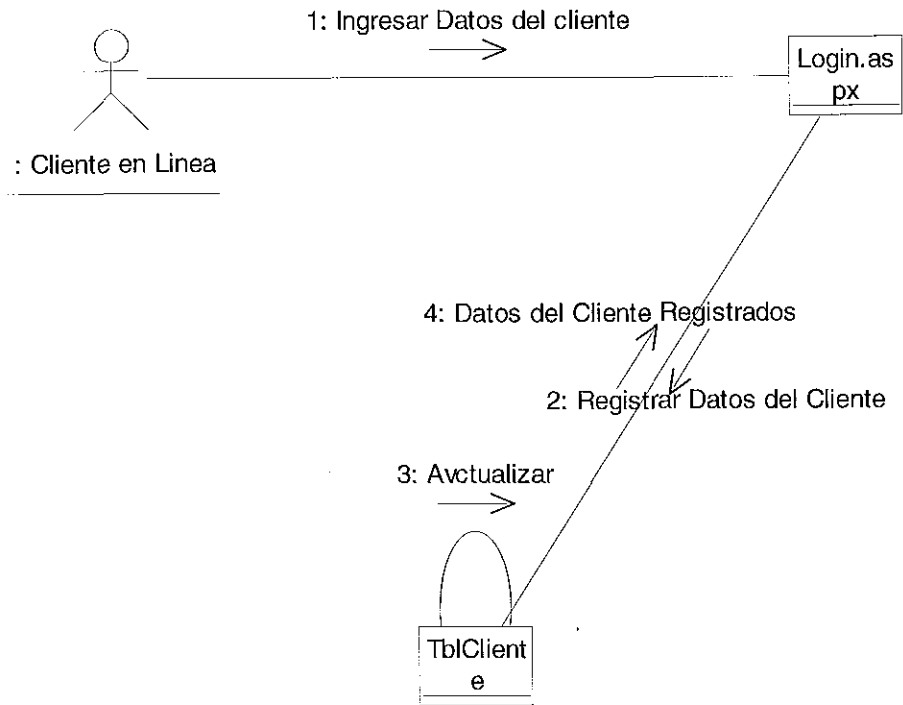 1: Ingresar Datos del cliente
Login.as
px
: Cliente en Linea
4: Datos del Cliente Registrados
2: Registrar Datos del Cliente
3: Avctualizar
TblClient
e